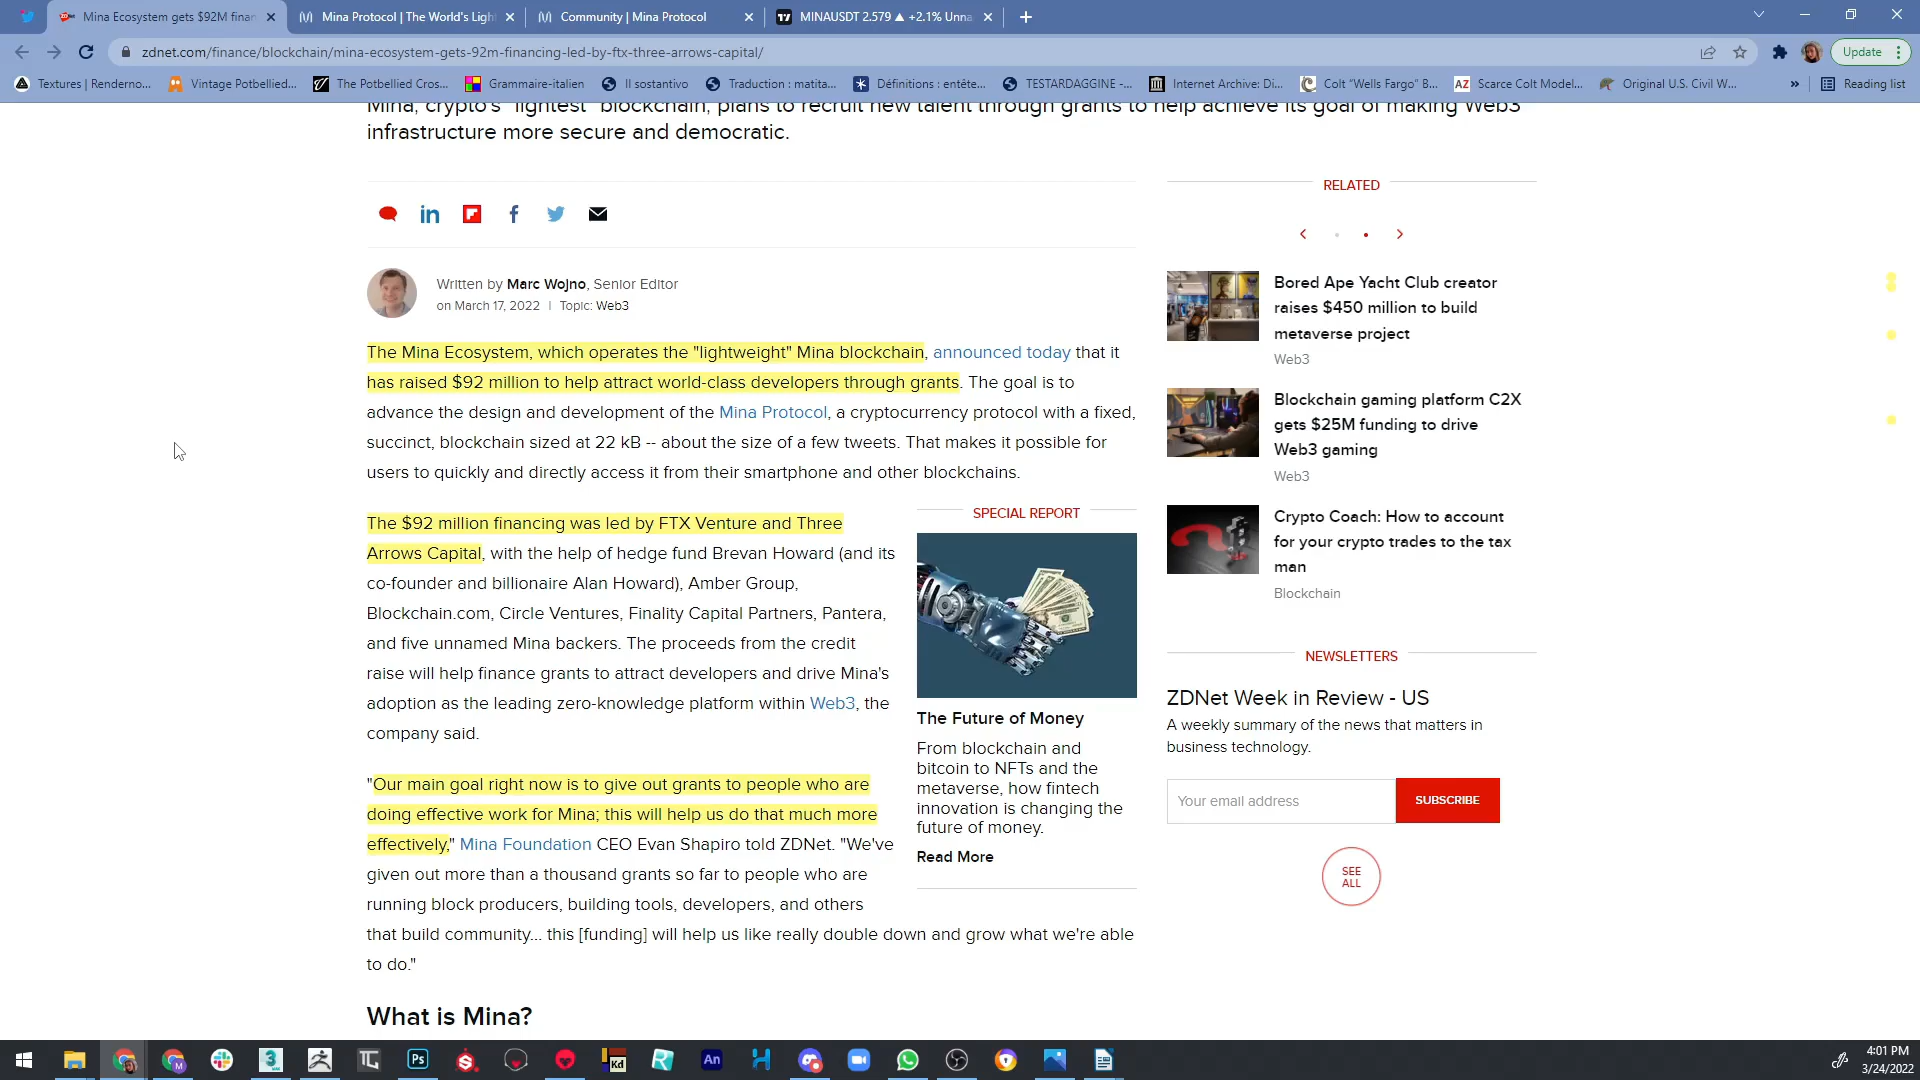 Mina Ecosystem gets $92M finan
Mina Protocol | The World's Ligh
Community | Mina Protocol
MINAUSDT 2.579 ▲ +2.1% Unna
zdnet.com/finance/blockchain/mina-ecosystem-gets-92m-financing-led-by-ftx-three-arrows-capital/
Update
Textures | Renderno...
Vintage Potbellied...
The Potbellied Cros...
Grammaire-italien
Il sostantivo
Traduction : matita...
Définitions : entête...
TESTARDAGGINE -...
Internet Archive: Di...
Colt "Wells Fargo" B...
Scarce Colt Model...
Original U.S. Civil W...
»
Reading list
Mina, crypto's "lightest" blockchain, plans to recruit new talent through grants to help achieve its goal of making Web3
infrastructure more secure and democratic.
Written by Marc Wojno, Senior Editor
on March 17, 2022 | Topic: Web3
The Mina Ecosystem, which operates the "lightweight" Mina blockchain, announced today that it
has raised $92 million to help attract world-class developers through grants. The goal is to
advance the design and development of the Mina Protocol, a cryptocurrency protocol with a fixed,
succinct, blockchain sized at 22 kB -- about the size of a few tweets. That makes it possible for
users to quickly and directly access it from their smartphone and other blockchains.
The $92 million financing was led by FTX Venture and Three
Arrows Capital, with the help of hedge fund Brevan Howard (and its
co-founder and billionaire Alan Howard), Amber Group,
Blockchain.com, Circle Ventures, Finality Capital Partners, Pantera,
and five unnamed Mina backers. The proceeds from the credit
raise will help finance grants to attract developers and drive Mina's
adoption as the leading zero-knowledge platform within Web3, the
company said.
"Our main goal right now is to give out grants to people who are
doing effective work for Mina; this will help us do that much more
effectively," Mina Foundation CEO Evan Shapiro told ZDNet. "We've
given out more than a thousand grants so far to people who are
running block producers, building tools, developers, and others
that build community... this [funding] will help us like really double down and grow what we're able
to do."
What is Mina?
SPECIAL REPORT
The Future of Money
From blockchain and
bitcoin to NFTs and the
metaverse, how fintech
innovation is changing the
future of money.
Read More
RELATED
Bored Ape Yacht Club creator
raises $450 million to build
metaverse project
Web3
Blockchain gaming platform C2X
gets $25M funding to drive
Web3 gaming
Web3
Crypto Coach: How to account
for your crypto trades to the tax
man
Blockchain
NEWSLETTERS
ZDNet Week in Review - US
A weekly summary of the news that matters in
business technology.
Your email address
SUBSCRIBE
SEE
ALL
4:01 PM
3/24/2022